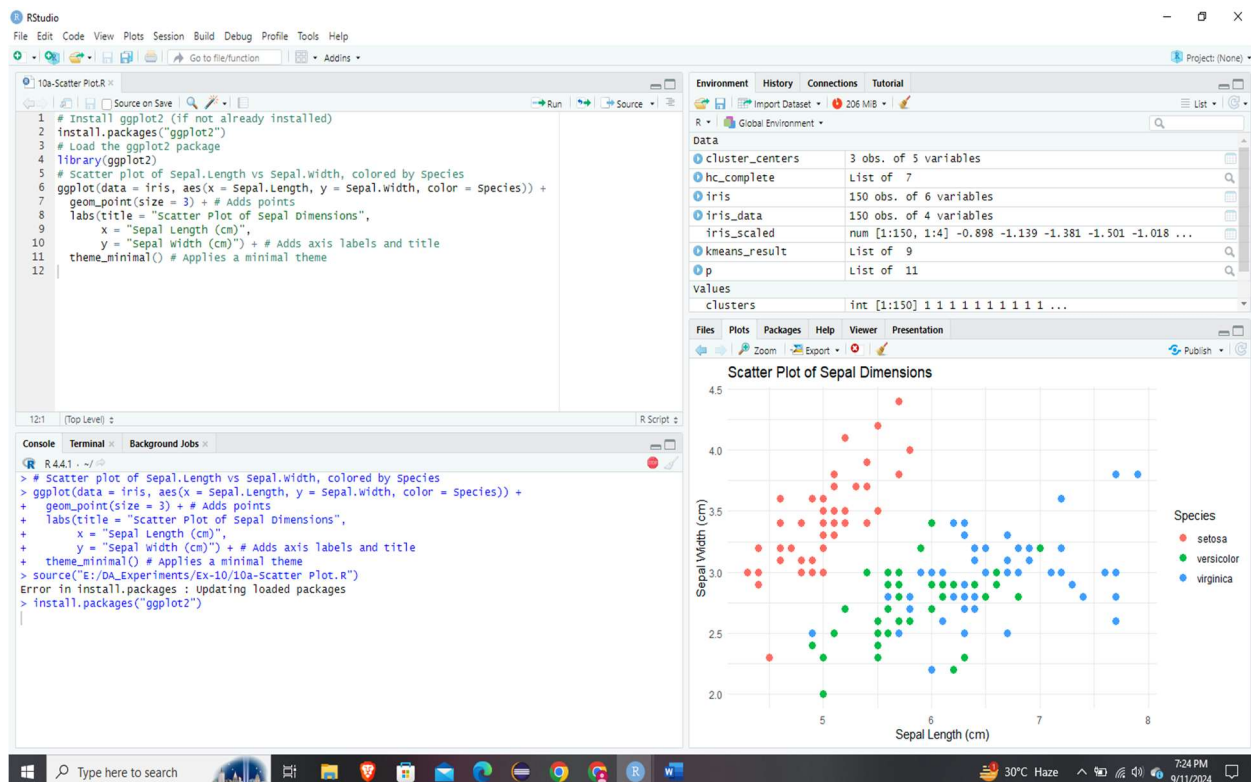 RStudio
File Edit Code View Plots Session Build Debug Profile Tools Help
Go to file/function Addins Project: (None)
10a-Scatter Plot.R
Source on Save Run Source
1 # Install ggplot2 (if not already installed)
2 install.packages("ggplot2")
3 # Load the ggplot2 package
4 library(ggplot2)
5 # Scatter plot of Sepal.Length vs Sepal.Width, colored by Species
6 ggplot(data = iris, aes(x = Sepal.Length, y = Sepal.Width, color = Species)) +
7 geom_point(size = 3) + # Adds points
8 labs(title = "Scatter Plot of Sepal Dimensions",
9 x = "Sepal Length (cm)",
10 y = "Sepal Width (cm)") + # Adds axis labels and title
11 theme_minimal() # Applies a minimal theme
12
12:1 (Top Level) R Script
Console Terminal Background Jobs
R 4.4.1 · ~/
> # Scatter plot of Sepal.Length vs Sepal.Width, colored by Species
> ggplot(data = iris, aes(x = Sepal.Length, y = Sepal.Width, color = Species)) +
+ geom_point(size = 3) + # Adds points
+ labs(title = "Scatter Plot of Sepal Dimensions",
+ x = "Sepal Length (cm)",
+ y = "Sepal Width (cm)") + # Adds axis labels and title
+ theme_minimal() # Applies a minimal theme
> source("E:/DA_Experiments/Ex-10/10a-Scatter Plot.R")
Error in install.packages : Updating loaded packages
> install.packages("ggplot2")
Environment History Connections Tutorial
Import Dataset 206 MiB List
R Global Environment
Data
cluster_centers 3 obs. of 5 variables
hc_complete List of 7
iris 150 obs. of 6 variables
iris_data 150 obs. of 4 variables
iris_scaled num [1:150, 1:4] -0.898 -1.139 -1.381 -1.501 -1.018 ...
kmeans_result List of 9
p List of 11
Values
clusters int [1:150] 1 1 1 1 1 1 1 1 1 1 ...
Files Plots Packages Help Viewer Presentation
Zoom Export Publish
Scatter Plot of Sepal Dimensions
4.5
4.0
3.5
3.0
2.5
2.0
Sepal Width (cm)
5 6 7 8
Sepal Length (cm)
Species
setosa
versicolor
virginica
Type here to search
30°C Haze
7:24 PM
9/11/2024